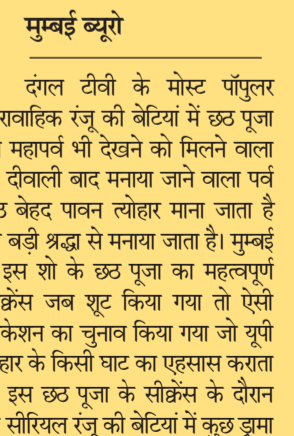 मुम्बई ब्यूरो
दंगल टीवी के मोस्ट पॉपुलर
रावाहिक रंजू की बेटियां में छठ पूजा
महापर्व भी देखने को मिलने वाला
दीवाली बाद मनाया जाने वाला पर्व
बेहद पावन त्योहार माना जाता है
बड़ी श्रद्धा से मनाया जाता है। मुम्बई
इस शो के छठ पूजा का महत्वपूर्ण
क्वेंस जब शूट किया गया तो ऐसी
केशन का चुनाव किया गया जो यूपी
हार के किसी घाट का एहसास कराता
इस छठ पूजा के सीक्वेंस के दौरान
सीरियल रंजू की बेटियां में कुछ ड्रामा